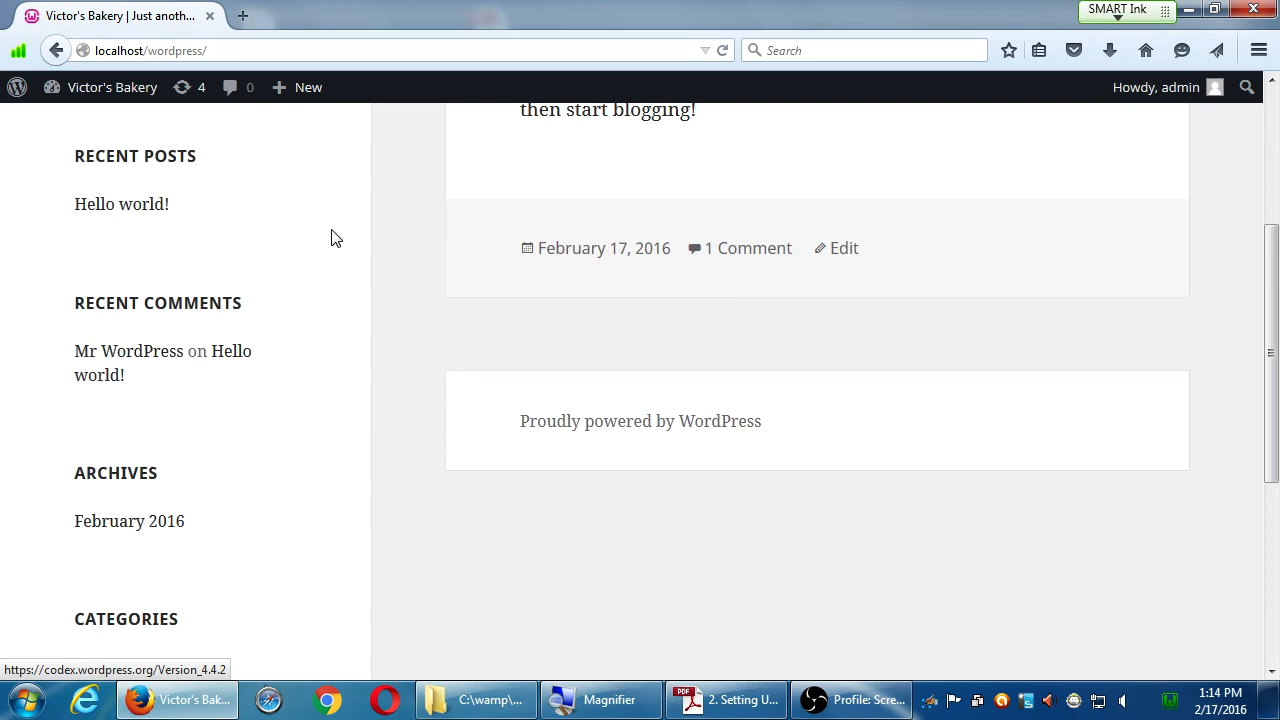 Victor's Bakery | Just anoth...
SMART Ink
localhost/wordpress/
Search
Victor's Bakery
4
0
New
Howdy, admin
then start blogging!
RECENT POSTS
Hello world!
February 17, 2016
1 Comment
Edit
RECENT COMMENTS
Mr WordPress on Hello
world!
Proudly powered by WordPress
ARCHIVES
February 2016
CATEGORIES
https://codex.wordpress.org/Version_4.4.2
Victor's Bak...
C:\wamp\...
Magnifier
PDF
2. Setting U...
Profile: Scre...
1:14 PM
2/17/2016